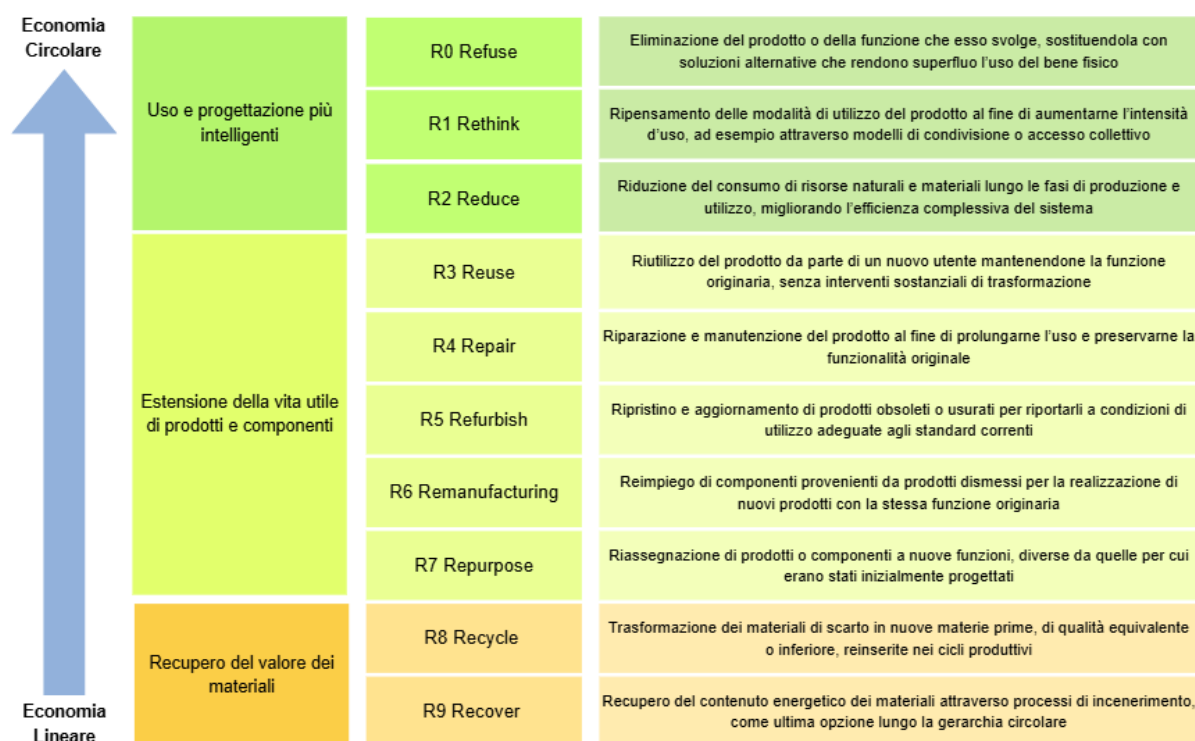 Economia
Circolare
Uso e progettazione più
intelligenti
R0 Refuse
Eliminazione del prodotto o della funzione che esso svolge, sostituendola con
soluzioni alternative che rendono superfluo l'uso del bene fisico
R1 Rethink
Ripensamento delle modalità di utilizzo del prodotto al fine di aumentarne l'intensità
d'uso, ad esempio attraverso modelli di condivisione o accesso collettivo
R2 Reduce
Riduzione del consumo di risorse naturali e materiali lungo le fasi di produzione e
utilizzo, migliorando l'efficienza complessiva del sistema
Estensione della vita utile
di prodotti e componenti
R3 Reuse
Riutilizzo del prodotto da parte di un nuovo utente mantenendone la funzione
originaria, senza interventi sostanziali di trasformazione
R4 Repair
Riparazione e manutenzione del prodotto al fine di prolungarne l'uso e preservarne la
funzionalità originale
R5 Refurbish
Ripristino e aggiornamento di prodotti obsoleti o usurati per riportarli a condizioni di
utilizzo adeguate agli standard correnti
R6 Remanufacturing
Reimpiego di componenti provenienti da prodotti dismessi per la realizzazione di
nuovi prodotti con la stessa funzione originaria
R7 Repurpose
Riassegnazione di prodotti o componenti a nuove funzioni, diverse da quelle per cui
erano stati inizialmente progettati
Recupero del valore dei
materiali
R8 Recycle
Trasformazione dei materiali di scarto in nuove materie prime, di qualità equivalente
o inferiore, reinserite nei cicli produttivi
R9 Recover
Recupero del contenuto energetico dei materiali attraverso processi di incenerimento,
come ultima opzione lungo la gerarchia circolare
Economia
Lineare